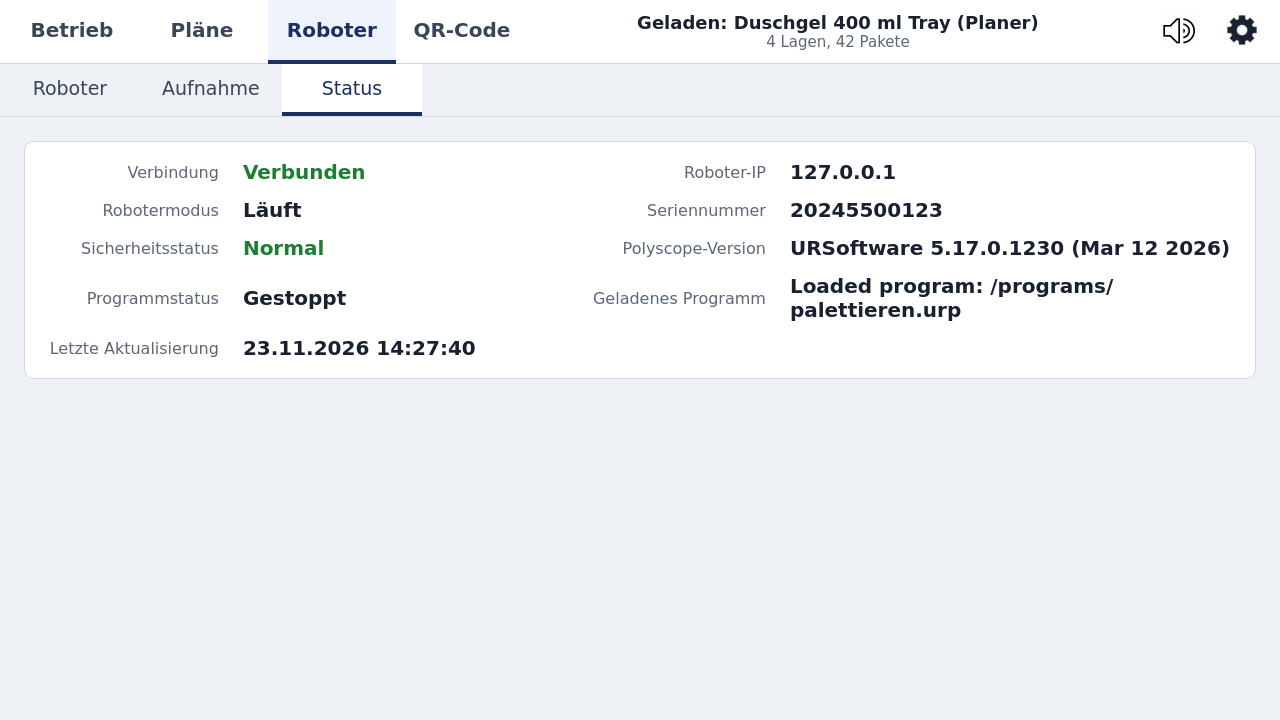 Betrieb
Pläne
Roboter
QR-Code
Geladen: Duschgel 400 ml Tray (Planer)
4 Lagen, 42 Pakete
Roboter
Aufnahme
Status
Verbindung
Verbunden
Roboter-IP
127.0.0.1
Robotermodus
Läuft
Seriennummer
20245500123
Sicherheitsstatus
Normal
Polyscope-Version
URSoftware 5.17.0.1230 (Mar 12 2026)
Programmstatus
Gestoppt
Geladenes Programm
Loaded program: /programs/
palettieren.urp
Letzte Aktualisierung
23.11.2026 14:27:40